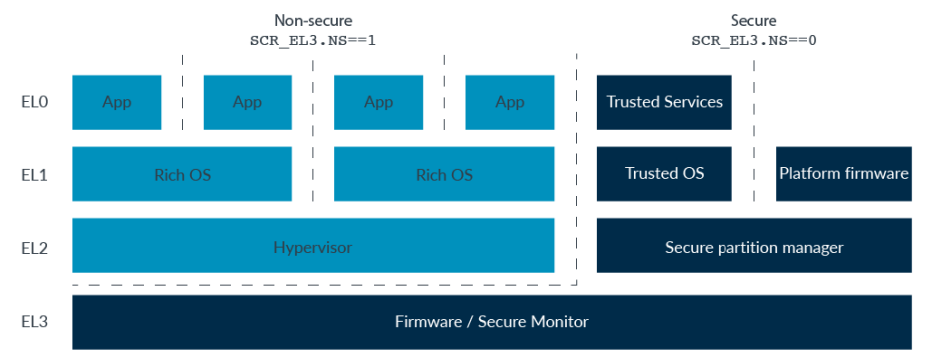 Non-secure
SCR_EL3.NS==1
Secure
SCR_EL3.NS==0
EL0
App
App
App
App
Trusted Services
EL1
Rich OS
Rich OS
Trusted OS
Platform firmware
EL2
Hypervisor
Secure partition manager
EL3
Firmware / Secure Monitor